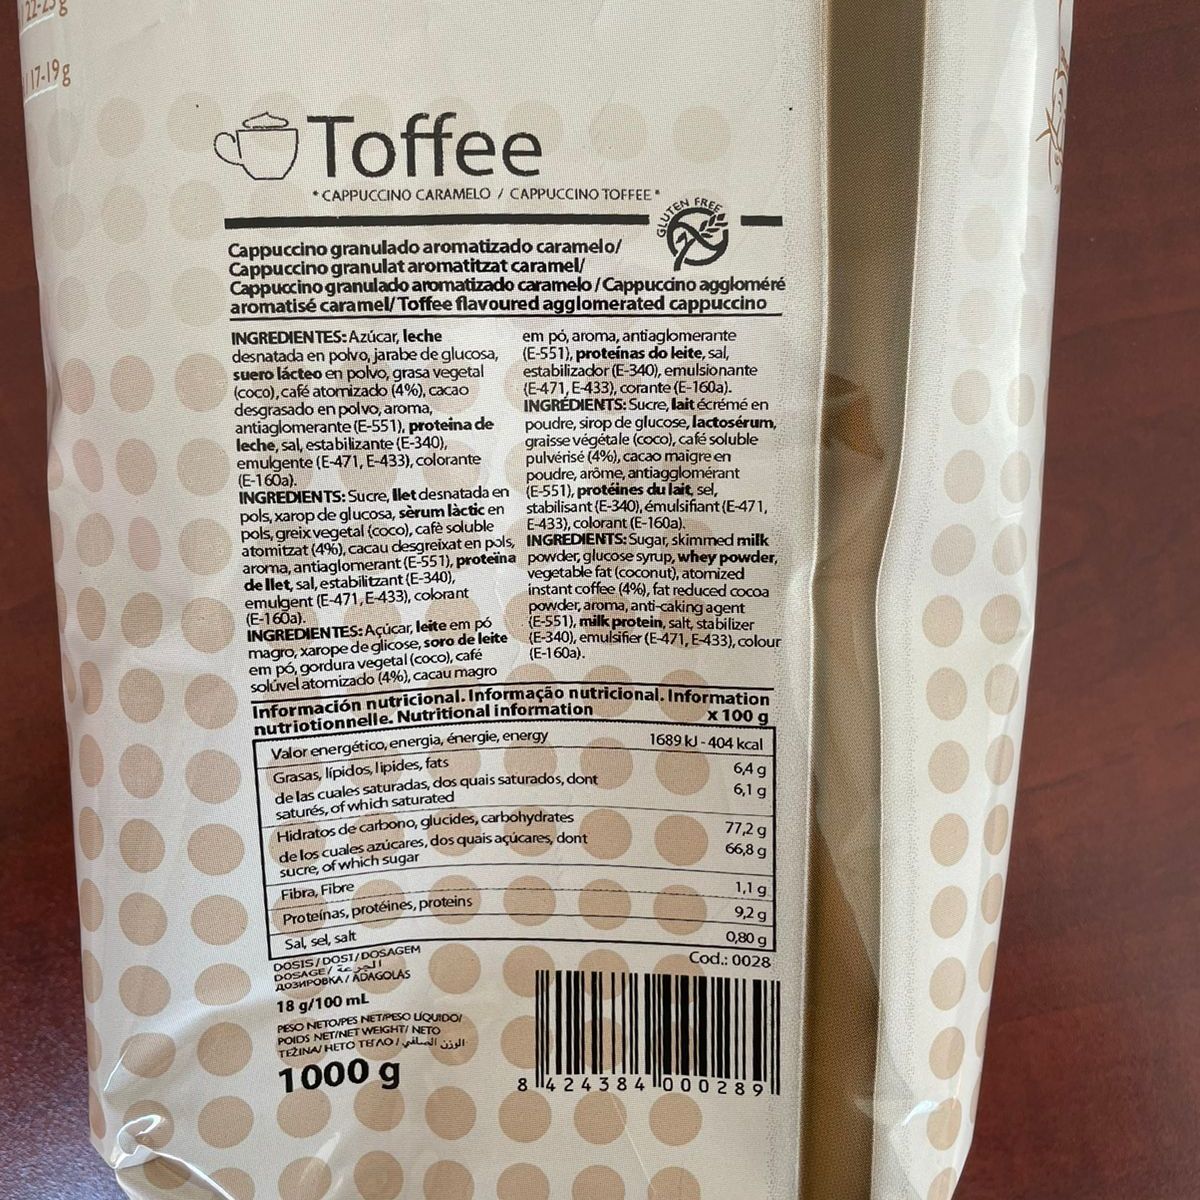 17-19g
Toffee
* CAPPUCCINO CARAMELO / CAPPUCCINO TOFFEE *
GLUTEN FREE
Cappuccino granulado aromatizado caramelo/
Cappuccino granulat aromatitzat caramel/
Cappuccino granulado aromatizado caramelo / Cappuccino aggloméré
aromatisé caramel/ Toffee flavoured agglomerated cappuccino
INGREDIENTES: Azúcar, leche
desnatada en polvo, jarabe de glucosa,
suero lácteo en polvo, grasa vegetal
(coco), café atomizado (4%), cacao
desgrasado en polvo, aroma,
antiaglomerante (E-551), proteina de
leche, sal, estabilizante (E-340),
emulgente (E-471, E-433), colorante
(E-160a).
INGREDIENTS: Sucre, llet desnatada en
pols, xarop de glucosa, sèrum làctic en
pols, greix vegetal (coco), cafè soluble
atomitzat (4%), cacau desgreixat en pols,
aroma, antiaglomerant (E-551), proteïna
de llet, sal, estabilitzant (E-340),
emulgent (E-471, E-433), colorant
(E-160a).
INGREDIENTES: Açúcar, leite em pó
magro, xarope de glicose, soro de leite
em pó, gordura vegetal (coco), café
solúvel atomizado (4%), cacau magro
em pó, aroma, antiaglomerante
(E-551), proteínas do leite, sal,
estabilizador (E-340), emulsionante
(E-471, E-433), corante (E-160a).
INGRÉDIENTS: Sucre, lait écrémé en
poudre, sirop de glucose, lactosérum,
graisse végétale (coco), café soluble
pulvérisé (4%), cacao maigre en
poudre, arôme, antiagglomérant
(E-551), protéines du lait, sel,
stabilisant (E-340), émulsifiant (E-471,
E-433), colorant (E-160a).
INGREDIENTS: Sugar, skimmed milk
powder, glucose syrup, whey powder,
vegetable fat (coconut), atomized
instant coffee (4%), fat reduced cocoa
powder, aroma, anti-caking agent
(E-551), milk protein, salt, stabilizer
(E-340), emulsifier (E-471, E-433), colour
(E-160a).
Información nutricional. Informação nutricional. Information
nutriotionnelle. Nutritional information x 100 g
Valor energético, energia, énergie, energy 1689 kJ - 404 kcal
Grasas, lípidos, lipides, fats 6,4 g
de las cuales saturadas, dos quais saturados, dont 6,1 g
saturés, of which saturated
Hidratos de carbono, glucides, carbohydrates 77,2 g
de los cuales azúcares, dos quais açúcares, dont 66,8 g
sucre, of which sugar
Fibra, Fibre 1,1 g
Proteínas, protéines, proteins 9,2 g
Sal, sel, salt 0,80 g
Cod.: 0028
DOSIS / DOSI / DOSAGEM
DOSAGE / الجرعة
ДОЗИРОВКА / ADAGOLÁS
18 g/100 mL
PESO NETO/PES NET/PESO LÍQUIDO/
POIDS NET/NET WEIGHT/ NETO
TEŽINA/ НЕТО ТЕГЛО / الوزن الصافي
1000 g
8 424384 000289